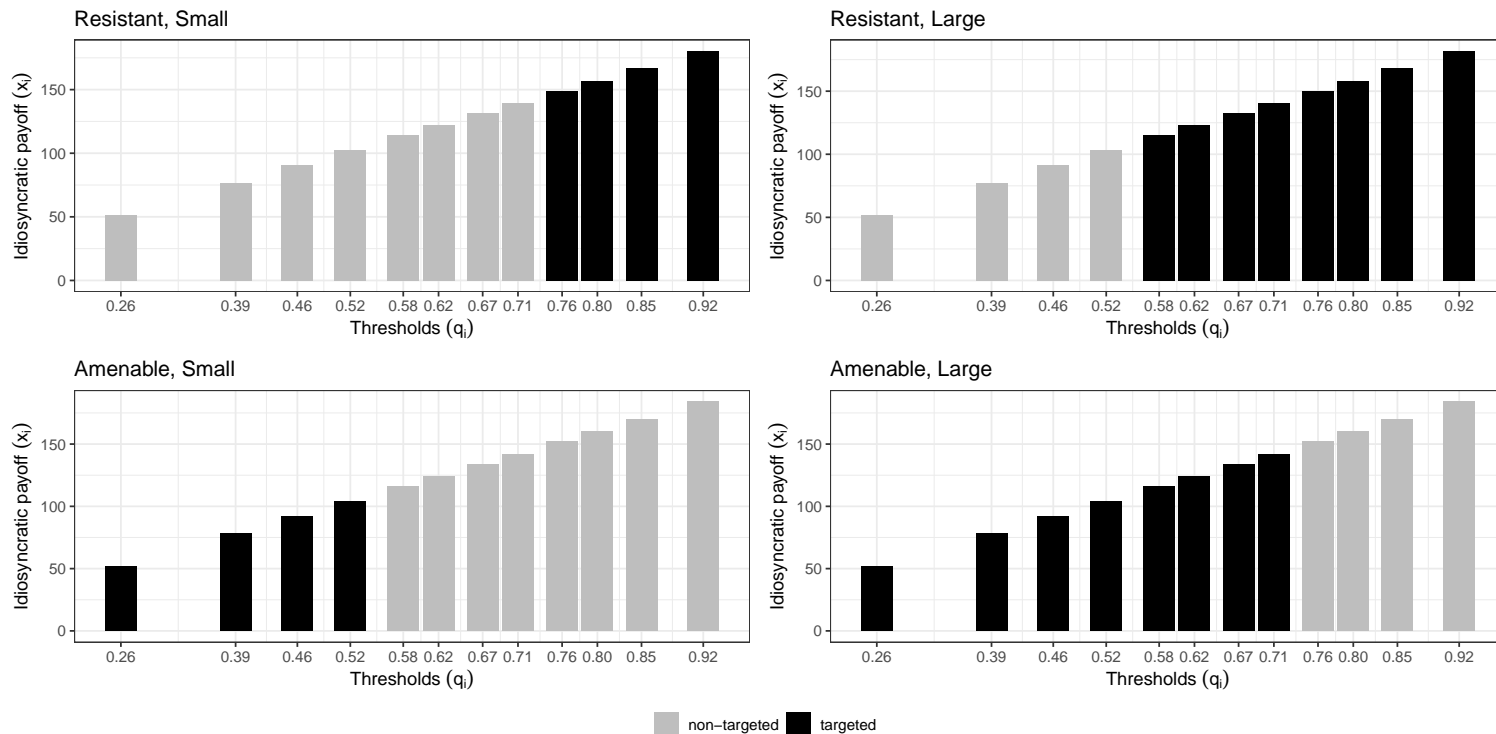 Resistant, Small
Idiosyncratic payoff (xᵢ)
150
100
50
0
0.26 0.39 0.46 0.52 0.58 0.62 0.67 0.71 0.76 0.80 0.85 0.92
Thresholds (qᵢ)
Resistant, Large
Idiosyncratic payoff (xᵢ)
150
100
50
0
0.26 0.39 0.46 0.52 0.58 0.62 0.67 0.71 0.76 0.80 0.85 0.92
Thresholds (qᵢ)
Amenable, Small
Idiosyncratic payoff (xᵢ)
150
100
50
0
0.26 0.39 0.46 0.52 0.58 0.62 0.67 0.71 0.76 0.80 0.85 0.92
Thresholds (qᵢ)
Amenable, Large
Idiosyncratic payoff (xᵢ)
150
100
50
0
0.26 0.39 0.46 0.52 0.58 0.62 0.67 0.71 0.76 0.80 0.85 0.92
Thresholds (qᵢ)
non−targeted targeted